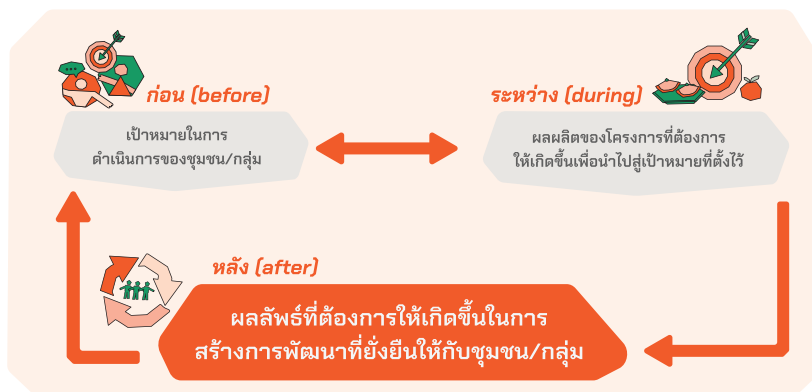 ก่อน (before)
เป้าหมายในการ
ดำเนินการของชุมชน/กลุ่ม
ระหว่าง (during)
ผลผลิตของโครงการที่ต้องการ
ให้เกิดขึ้นเพื่อนำไปสู่เป้าหมายที่ตั้งไว้
หลัง (after)
ผลลัพธ์ที่ต้องการให้เกิดขึ้นในการ
สร้างการพัฒนาที่ยั่งยืนให้กับชุมชน/กลุ่ม